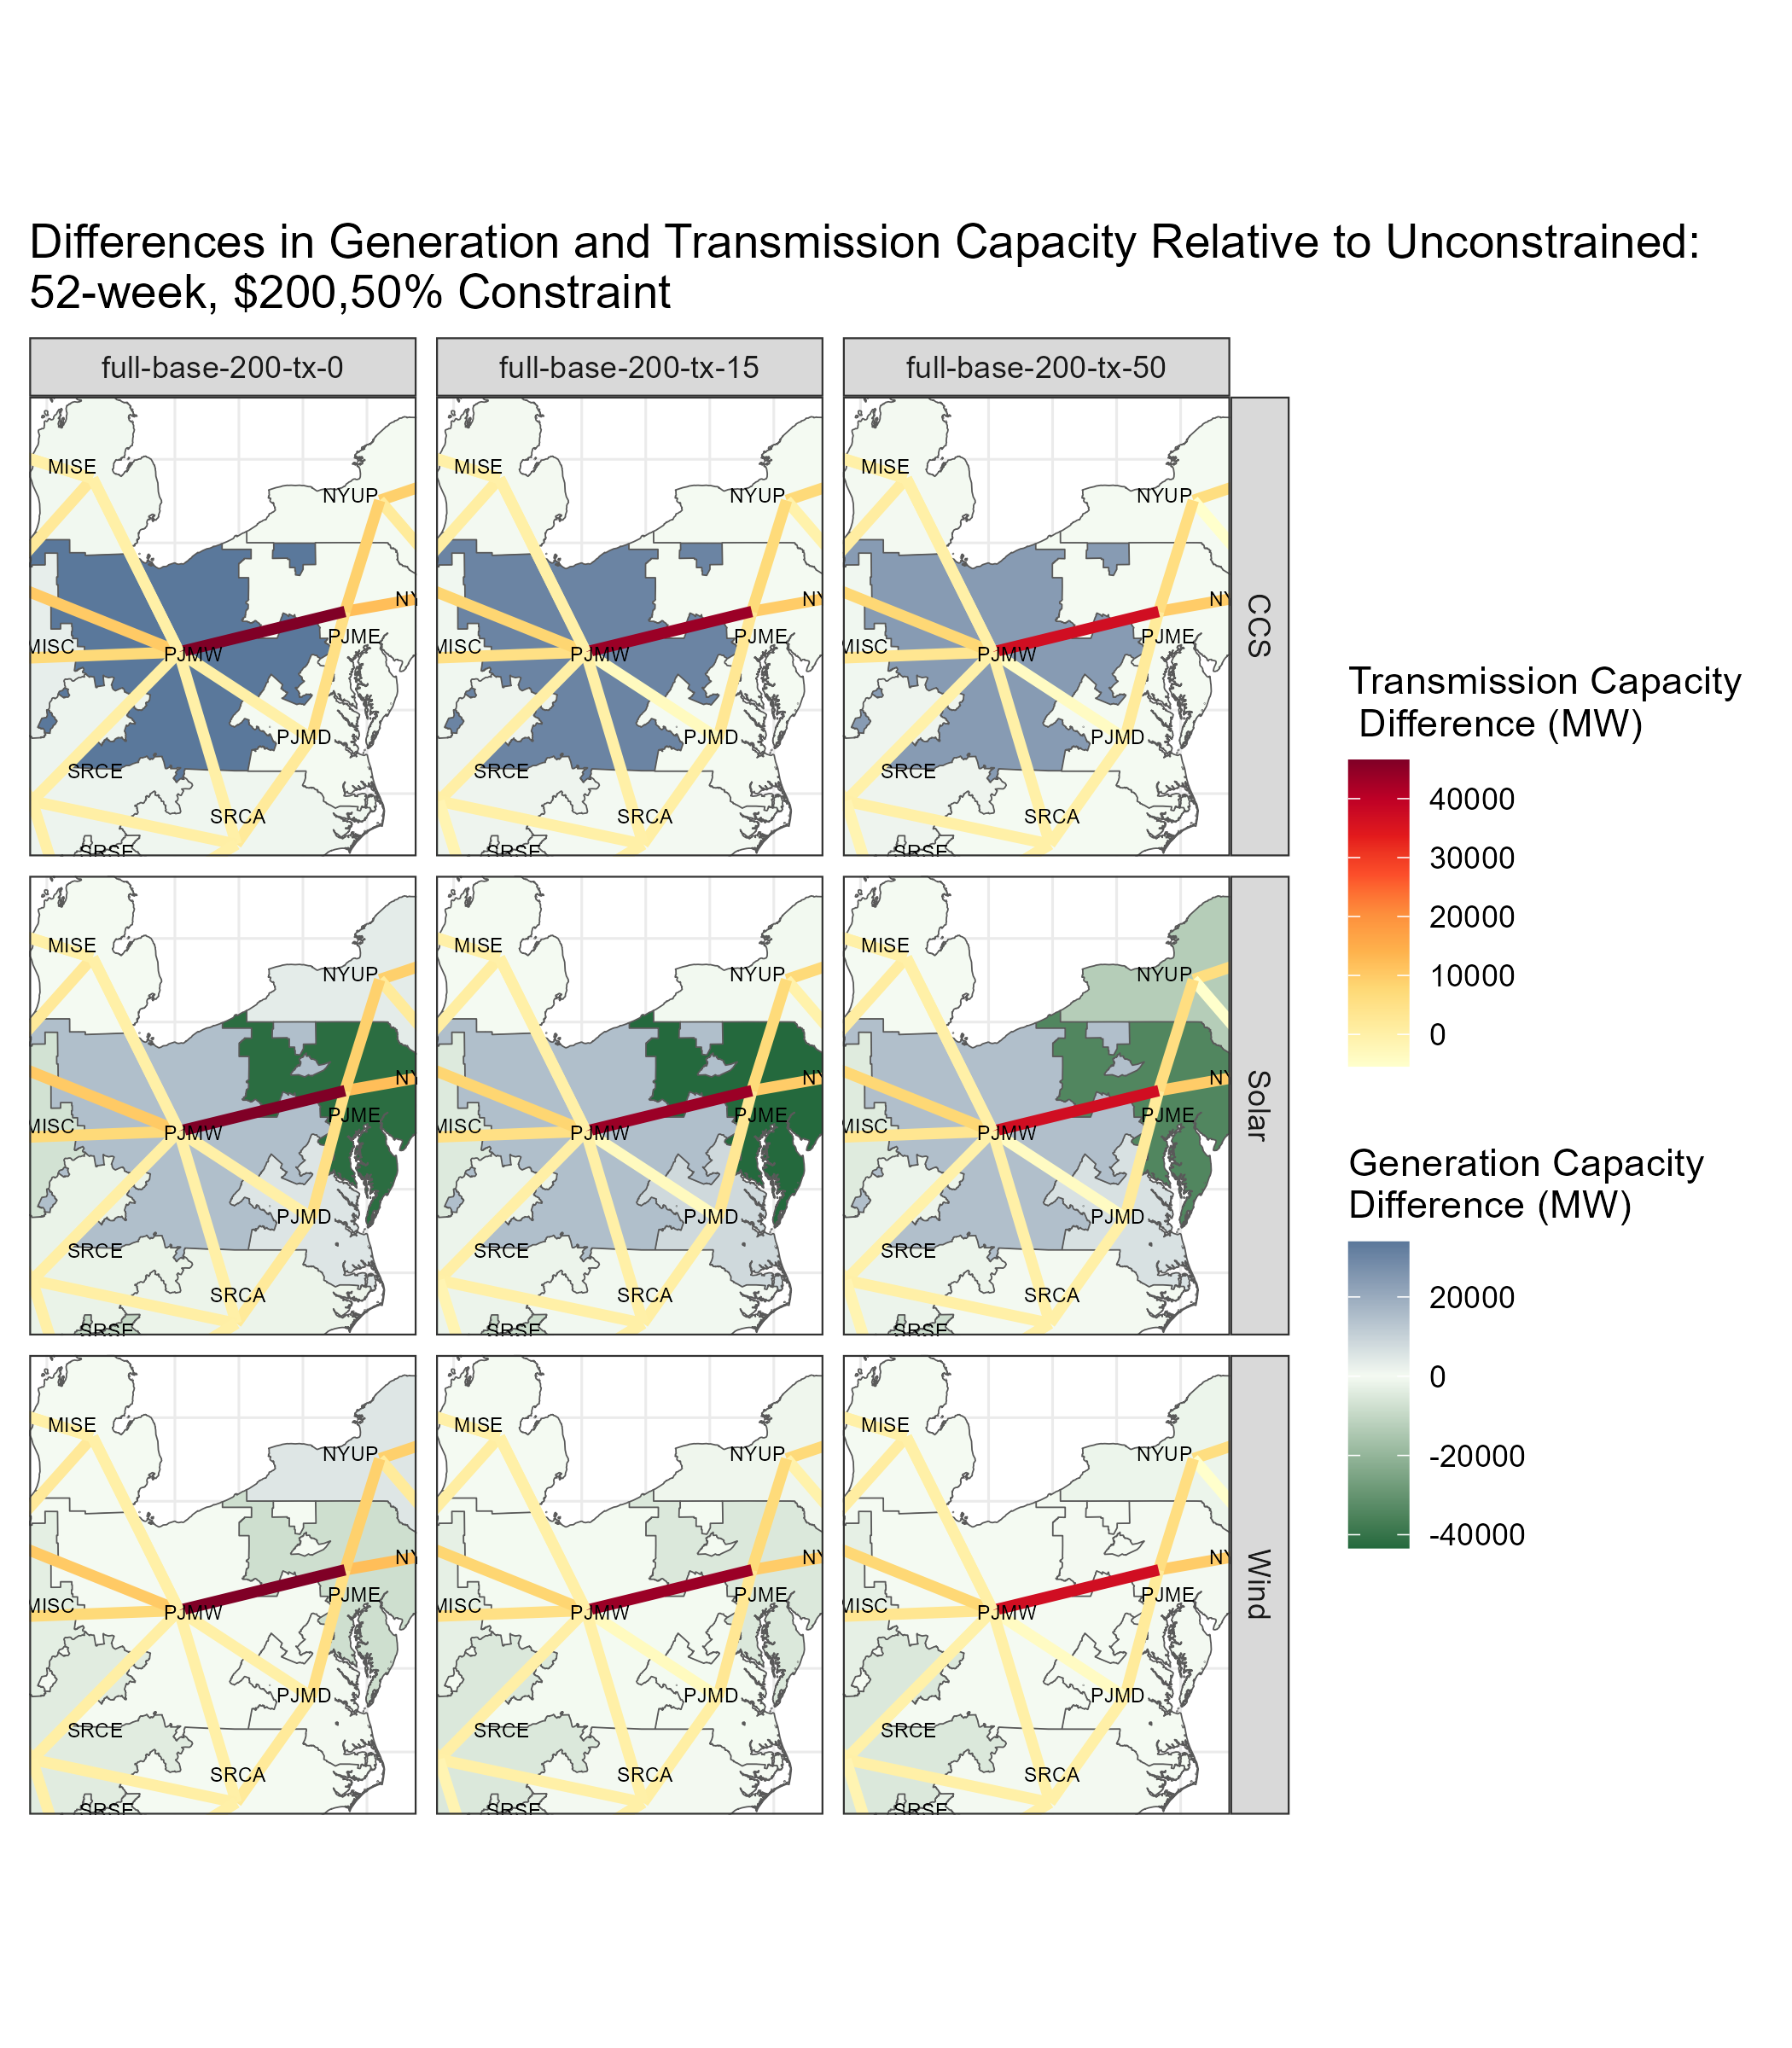 Differences in Generation and Transmission Capacity Relative to Unconstrained:
52-week, $200,50% Constraint
full-base-200-tx-0
full-base-200-tx-15
full-base-200-tx-50
MISE
NYUP
NY
MISC
PJMW
PJME
PJMD
SRCE
SRCA
SRSE
MISE
NYUP
NY
MISC
PJMW
PJME
PJMD
SRCE
SRCA
SRSE
MISE
NYUP
NY
MISC
PJMW
PJME
PJMD
SRCE
SRCA
SRSE
CCS
MISE
NYUP
NY
MISC
PJMW
PJME
PJMD
SRCE
SRCA
SRSE
MISE
NYUP
NY
MISC
PJMW
PJME
PJMD
SRCE
SRCA
SRSE
MISE
NYUP
NY
MISC
PJMW
PJME
PJMD
SRCE
SRCA
SRSE
Solar
MISE
NYUP
NY
MISC
PJMW
PJME
PJMD
SRCE
SRCA
SRSE
MISE
NYUP
NY
MISC
PJMW
PJME
PJMD
SRCE
SRCA
SRSE
MISE
NYUP
NY
MISC
PJMW
PJME
PJMD
SRCE
SRCA
SRSE
Wind
Transmission Capacity
Difference (MW)
40000
30000
20000
10000
0
Generation Capacity
Difference (MW)
20000
0
-20000
-40000